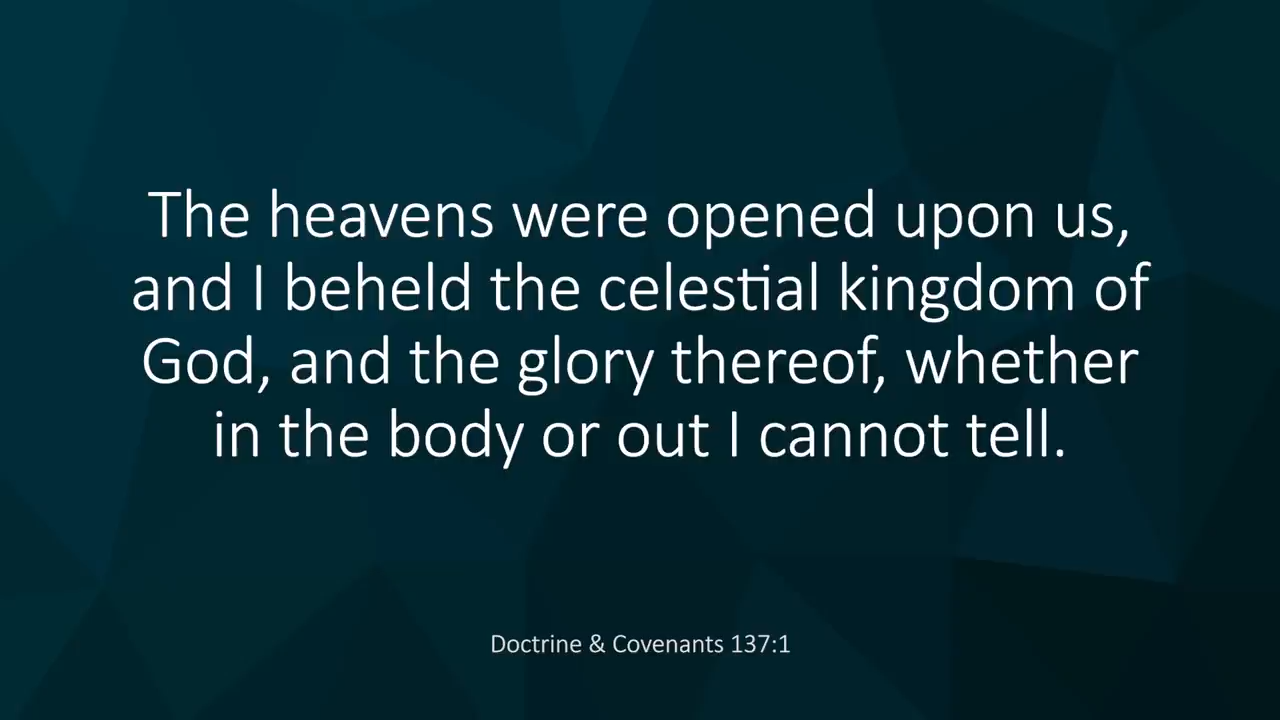 The heavens were opened upon us,
and I beheld the celestial kingdom of
God, and the glory thereof, whether
in the body or out I cannot tell.
Doctrine & Covenants 137:1